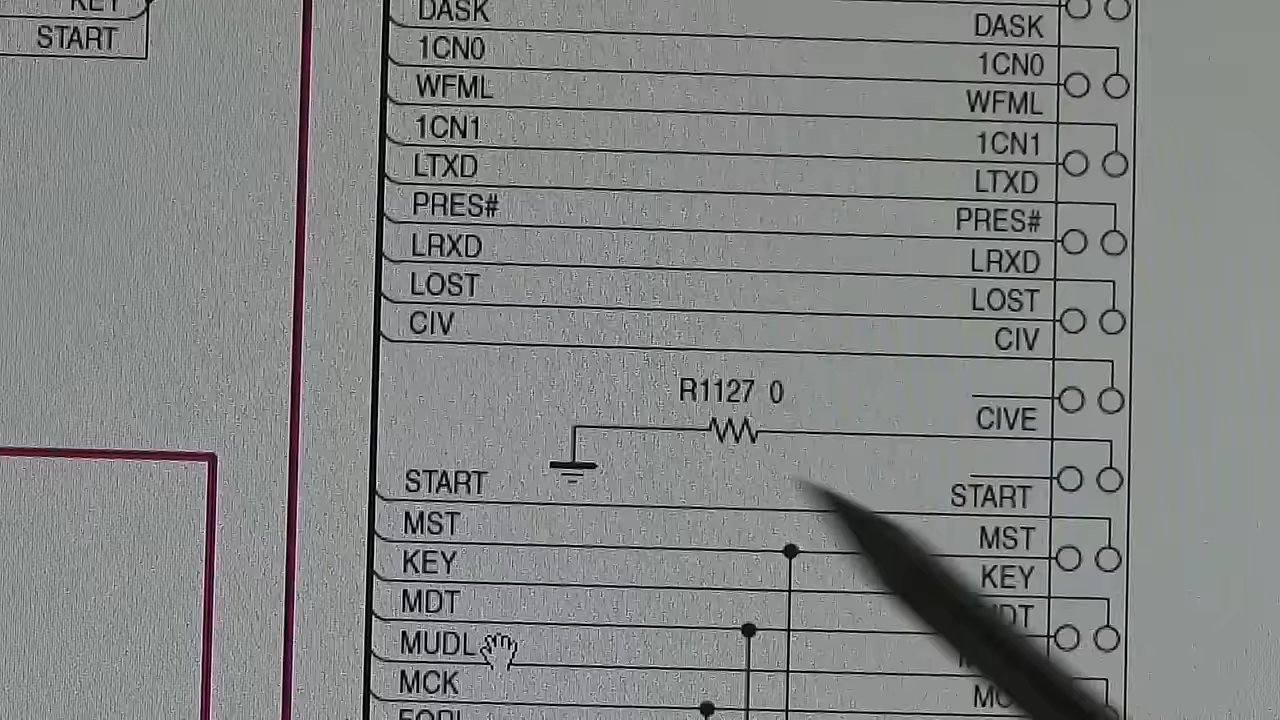 KEY
START
DASK DASK
1CN0 1CN0
WFML WFML
1CN1 1CN1
LTXD LTXD
PRES# PRES#
LRXD LRXD
LOST LOST
CIV CIV
R1127 0
CIVE
START START
MST MST
KEY KEY
MDT
MUDL
MCK